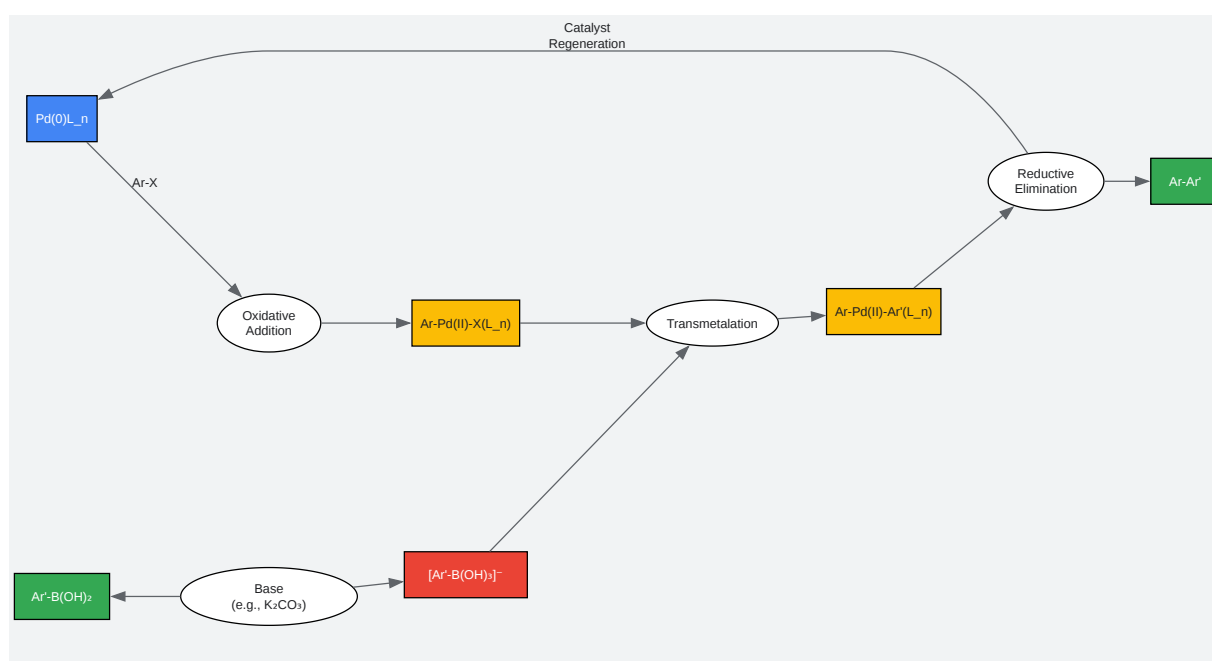 Catalyst
Regeneration
Pd(0)L_n
Ar-X
Reductive
Elimination
Ar-Ar'
Oxidative
Addition
Ar-Pd(II)-X(L_n)
Transmetalation
Ar-Pd(II)-Ar'(L_n)
Ar'-B(OH)₂
Base
(e.g., K₂CO₃)
[Ar'-B(OH)₃]⁻